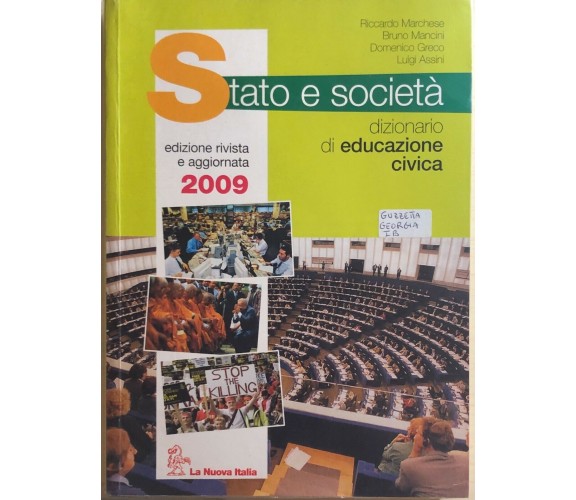 Riccardo Marchese
Bruno Mancini
Domenico Greco
Luigi Assini
Stato e società
dizionario
di educazione
civica
edizione rivista
e aggiornata
2009
GUZZETTA
GEORGIA
IB
STOP
THE
KILLING
La Nuova Italia